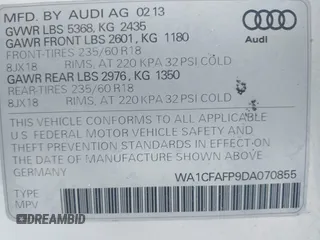 MFD. BY AUDI AG 0213
GVWR LBS 5368, KG 2435
GAWR FRONT LBS 2601, KG 1180
FRONT-TIRES 235/60 R18
8JX18 RIMS, AT 220 KPA 32 PSI COLD
GAWR REAR LBS 2976, KG 1350
REAR-TIRES 235/60 R18
8JX18 RIMS, AT 220 KPA 32 PSI COLD
Audi
THIS VEHICLE CONFORMS TO ALL APPLICABLE
U.S FEDERAL MOTOR VEHICLE SAFETY AND
THEFT PREVENTION STANDARDS IN EFFECT
ON THE DATE OF MANUFACTURE SHOWN ABOVE
GERMANY WA1CFAFP9DA070855
TYPE
MPV
DREAMBID